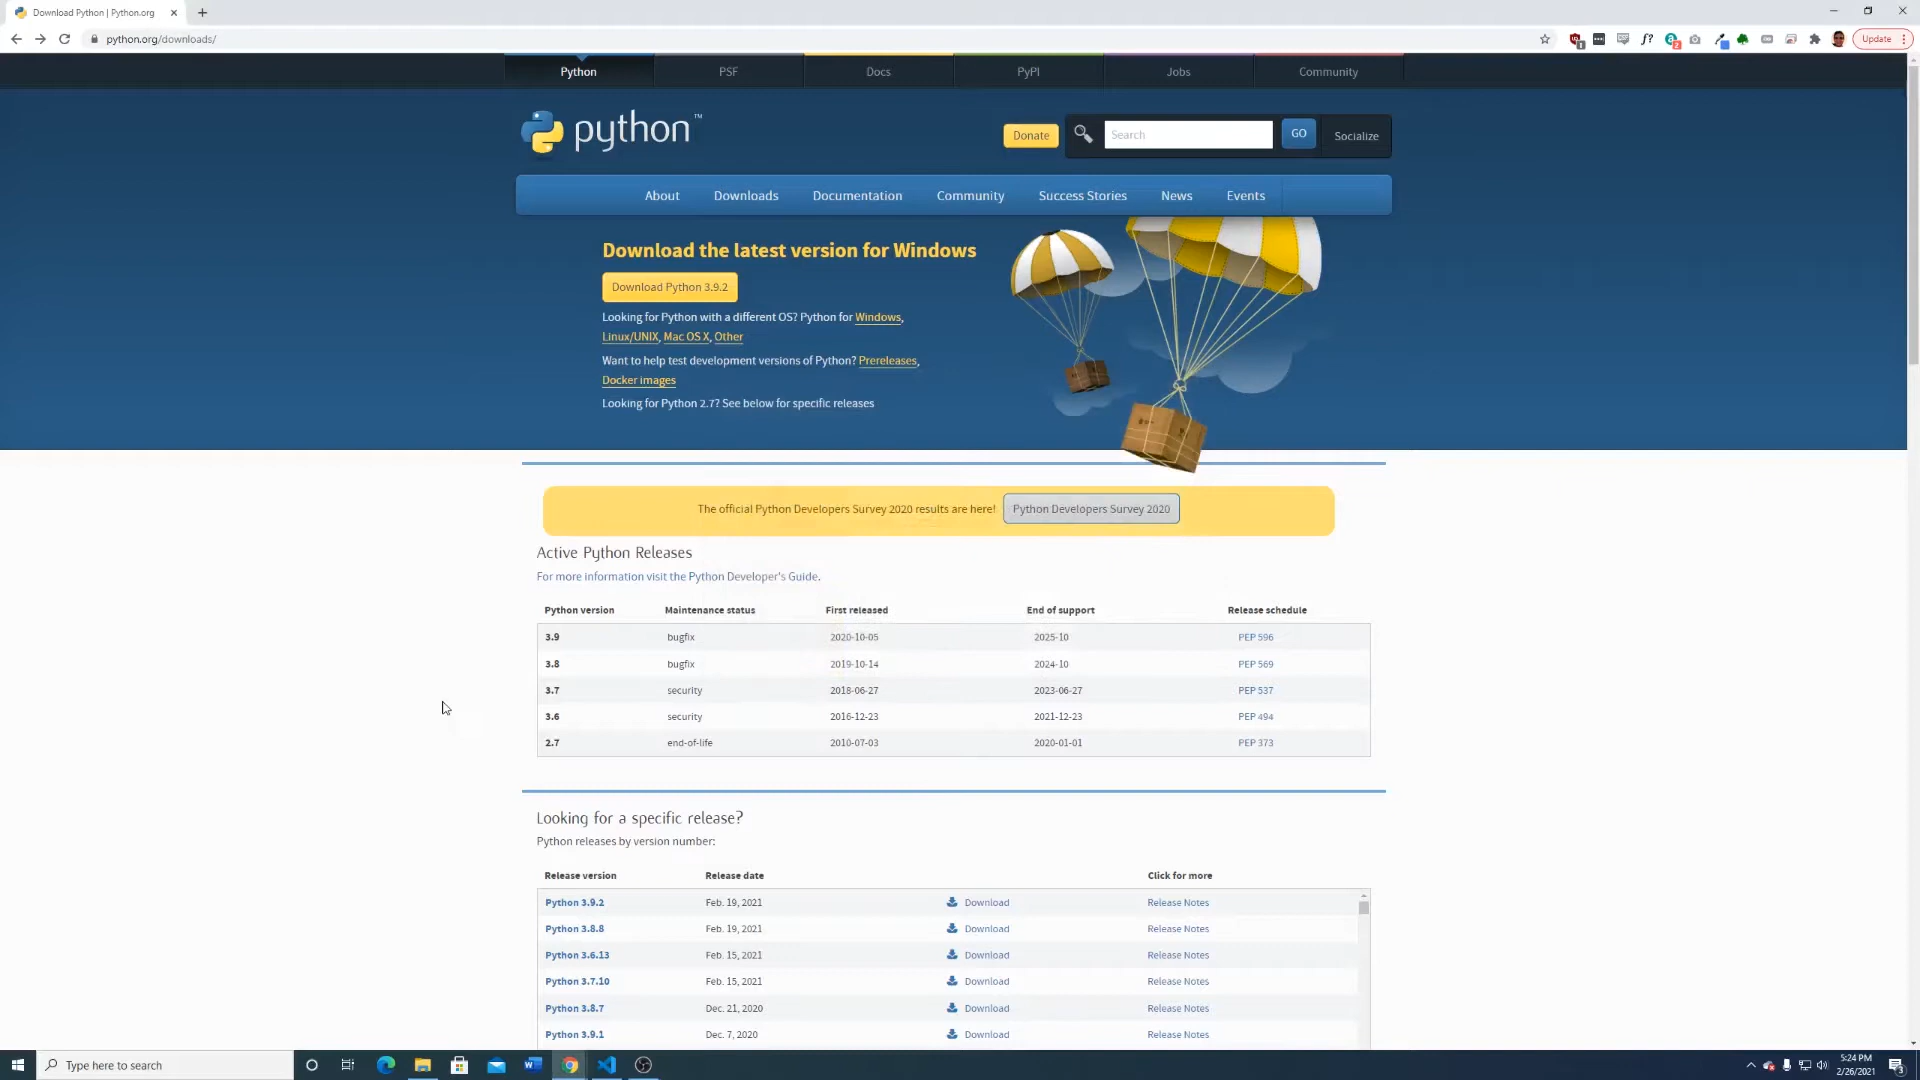 Download Python | Python.org
python.org/downloads/
Update
Python
PSF
Docs
PyPI
Jobs
Community
python™
Donate
Search
GO
Socialize
About
Downloads
Documentation
Community
Success Stories
News
Events
Download the latest version for Windows
Download Python 3.9.2
Looking for Python with a different OS? Python for Windows,
Linux/UNIX, Mac OS X, Other
Want to help test development versions of Python? Prereleases,
Docker images
Looking for Python 2.7? See below for specific releases
The official Python Developers Survey 2020 results are here! Python Developers Survey 2020
Active Python Releases
For more information visit the Python Developer's Guide.
Python version Maintenance status First released End of support Release schedule
3.9 bugfix 2020-10-05 2025-10 PEP 596
3.8 bugfix 2019-10-14 2024-10 PEP 569
3.7 security 2018-06-27 2023-06-27 PEP 537
3.6 security 2016-12-23 2021-12-23 PEP 494
2.7 end-of-life 2010-07-03 2020-01-01 PEP 373
Looking for a specific release?
Python releases by version number:
Release version Release date Click for more
Python 3.9.2 Feb. 19, 2021 Download Release Notes
Python 3.8.8 Feb. 19, 2021 Download Release Notes
Python 3.6.13 Feb. 15, 2021 Download Release Notes
Python 3.7.10 Feb. 15, 2021 Download Release Notes
Python 3.8.7 Dec. 21, 2020 Download Release Notes
Python 3.9.1 Dec. 7, 2020 Download Release Notes
Type here to search
5:24 PM
2/26/2021